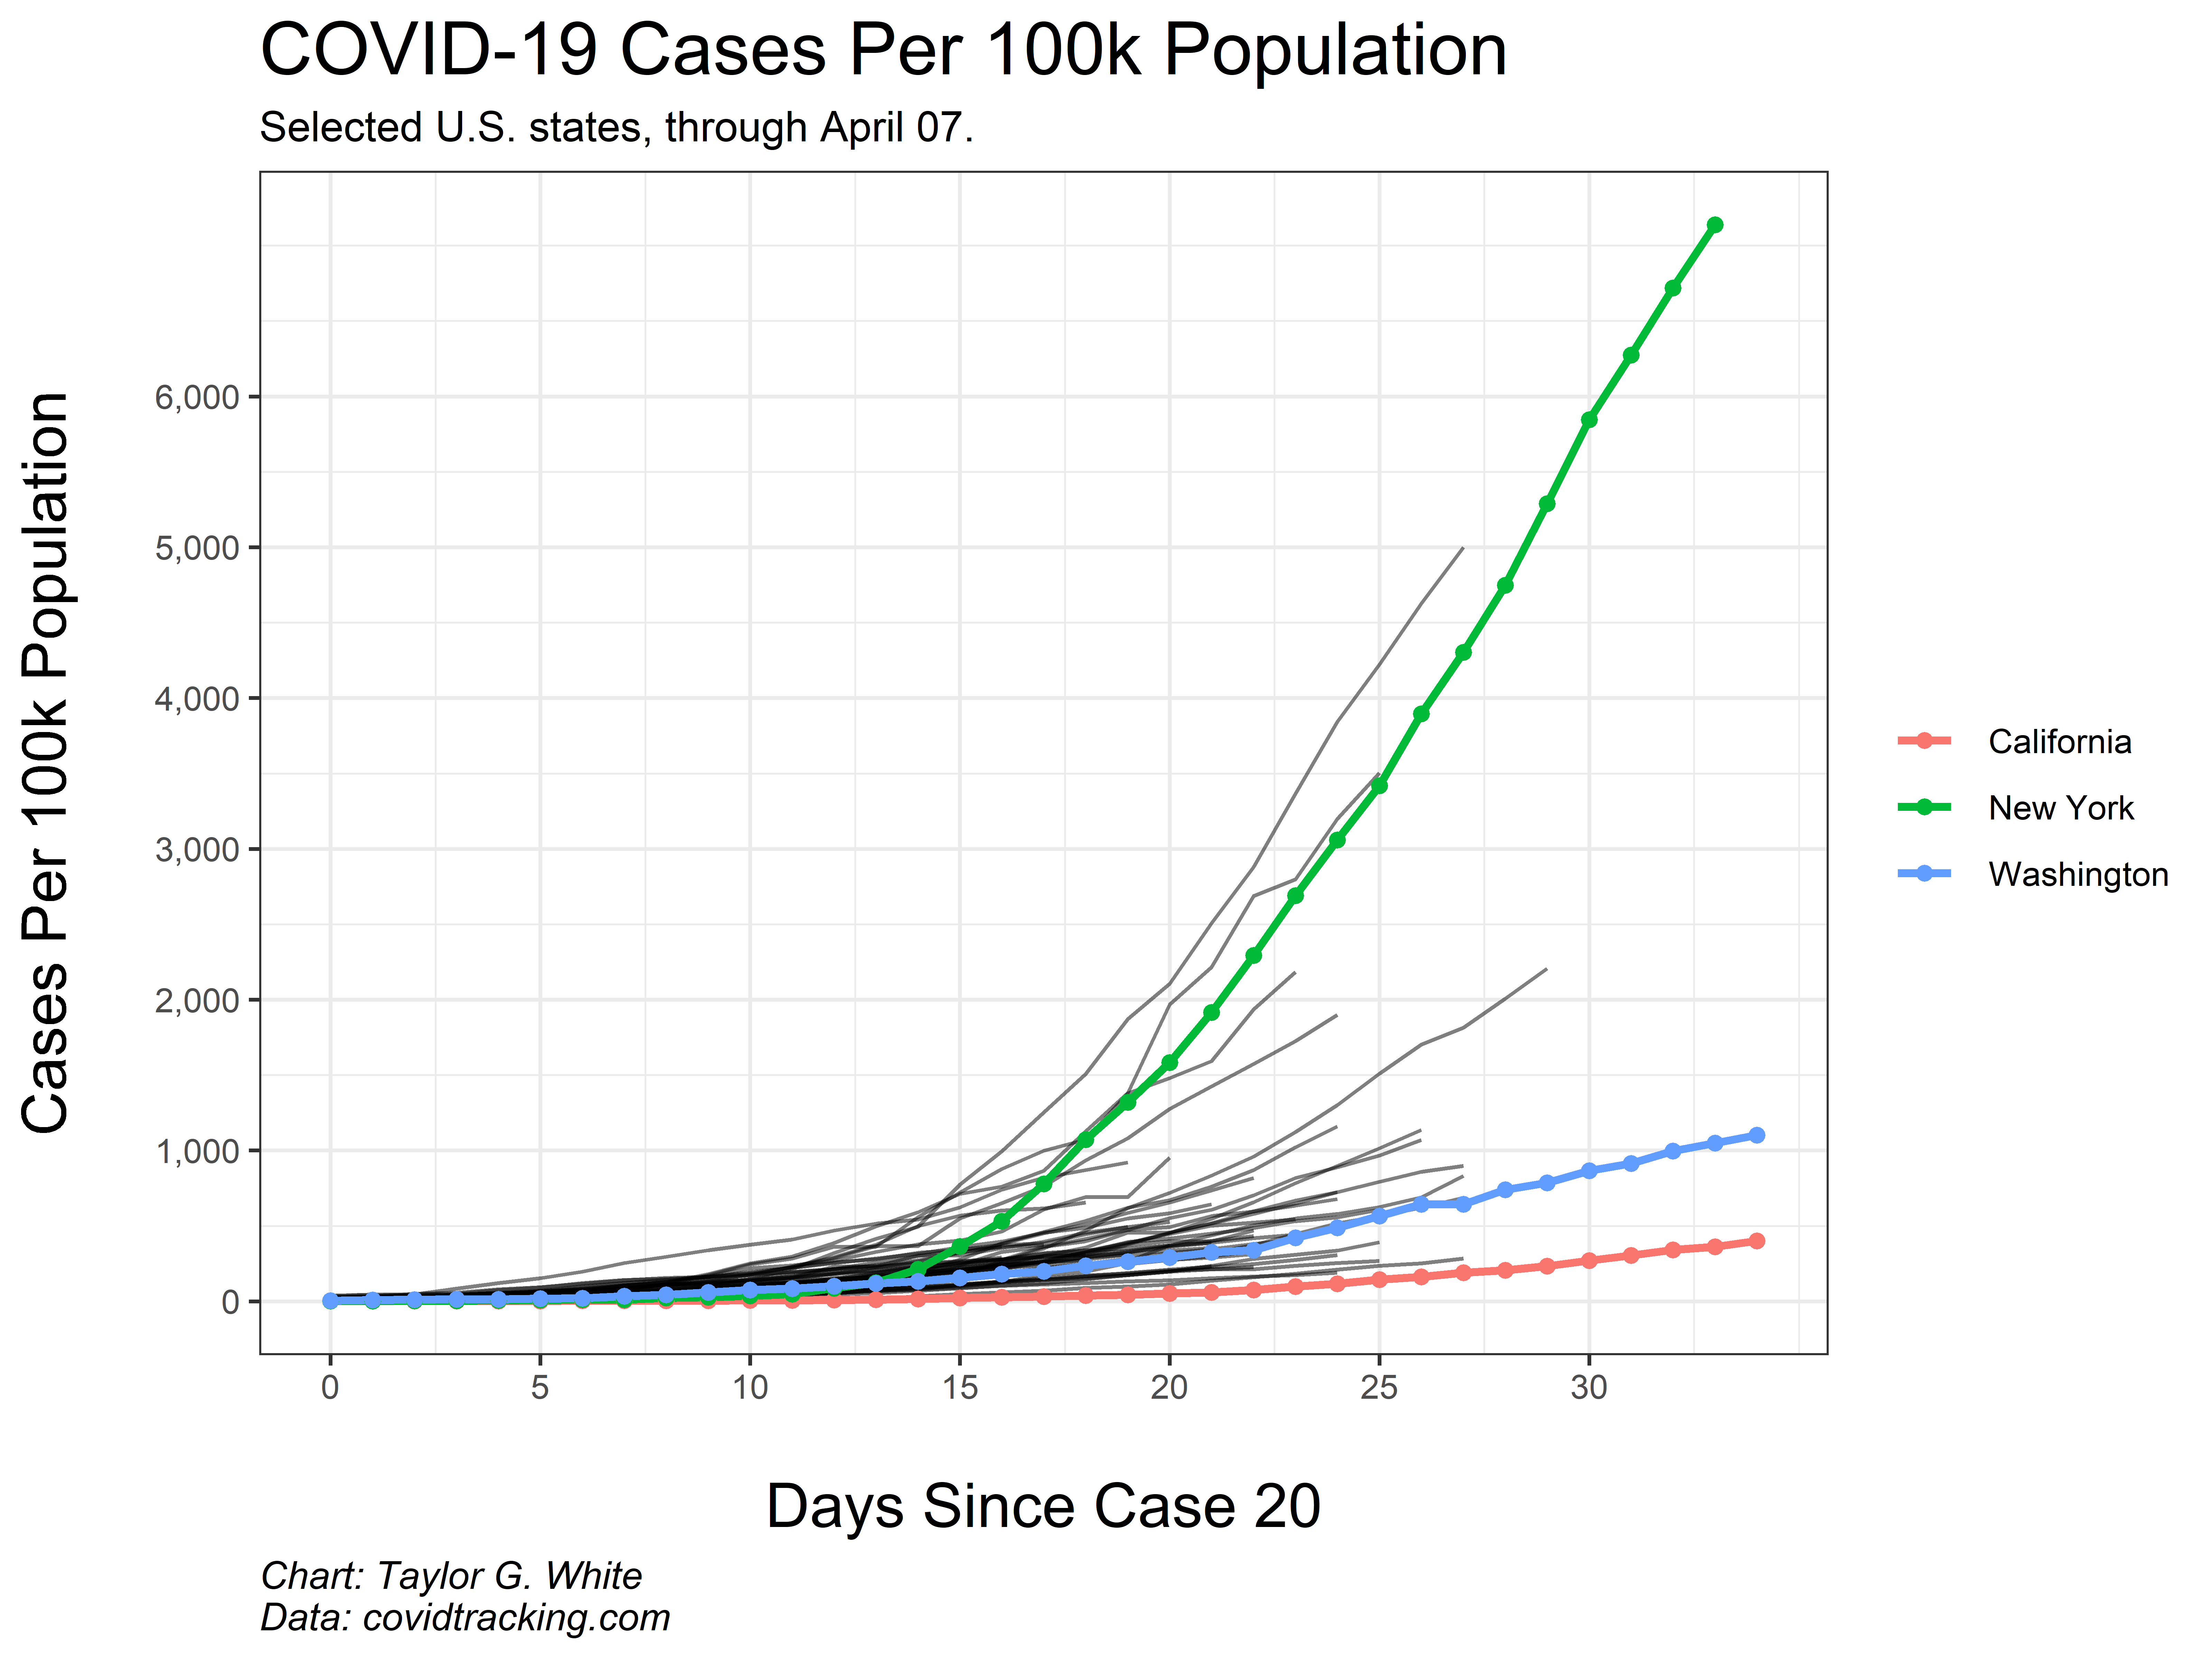 COVID-19 Cases Per 100k Population
Selected U.S. states, through April 07.
Cases Per 100k Population
6,000
5,000
4,000
3,000
2,000
1,000
0
0 5 10 15 20 25 30
Days Since Case 20
California
New York
Washington
Chart: Taylor G. White
Data: covidtracking.com